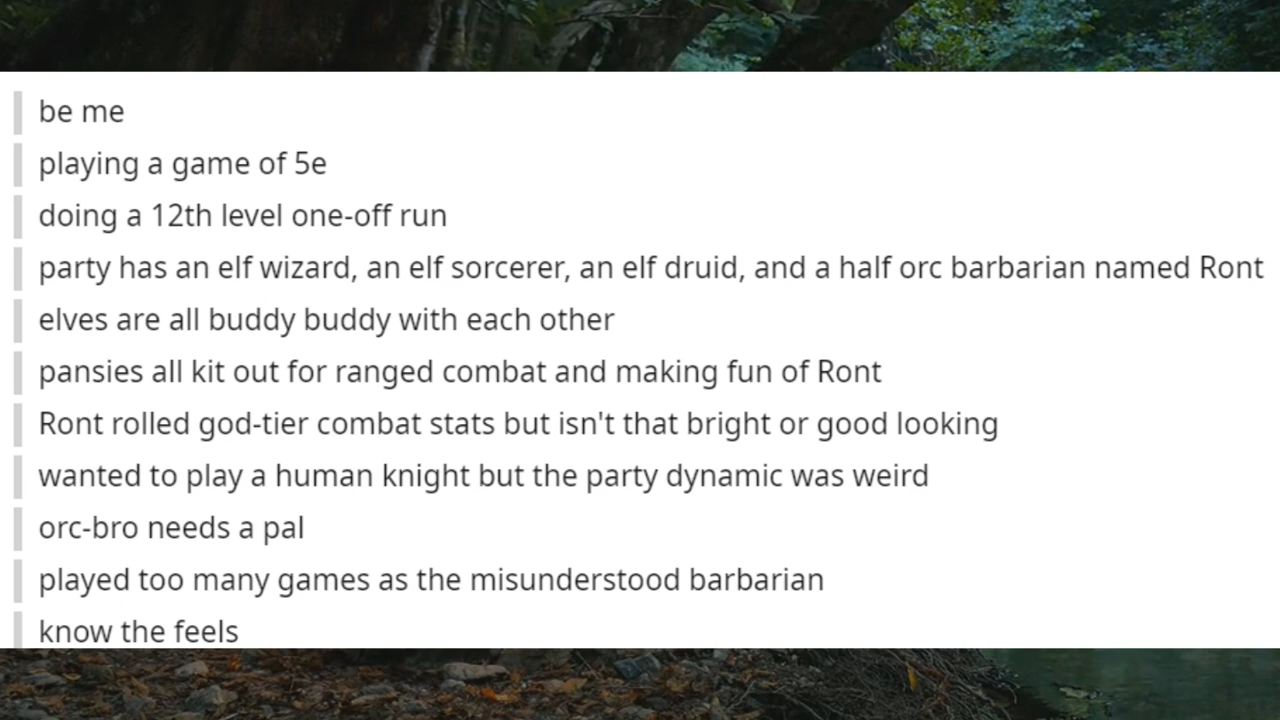 be me
playing a game of 5e
doing a 12th level one-off run
party has an elf wizard, an elf sorcerer, an elf druid, and a half orc barbarian named Ront
elves are all buddy buddy with each other
pansies all kit out for ranged combat and making fun of Ront
Ront rolled god-tier combat stats but isn't that bright or good looking
wanted to play a human knight but the party dynamic was weird
orc-bro needs a pal
played too many games as the misunderstood barbarian
know the feels